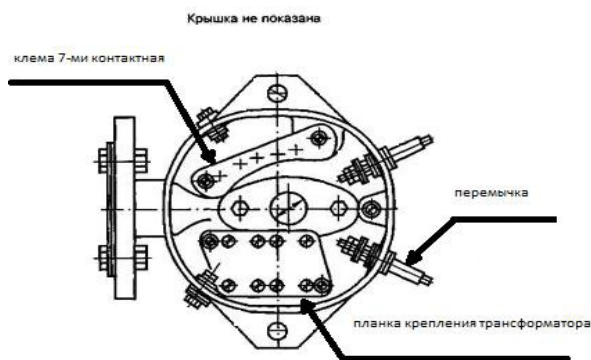 Крышка не показана
клема 7-ми контактная
перемычка
планка крепления трансформатора